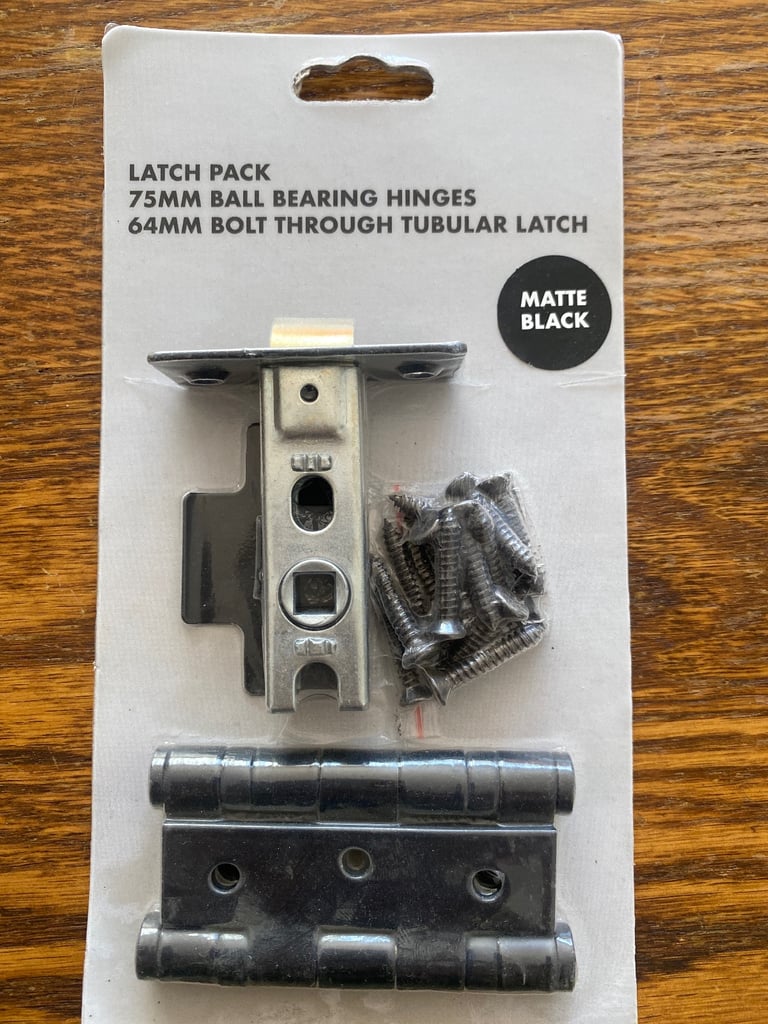 LATCH PACK
75MM BALL BEARING HINGES
64MM BOLT THROUGH TUBULAR LATCH
MATTE
BLACK